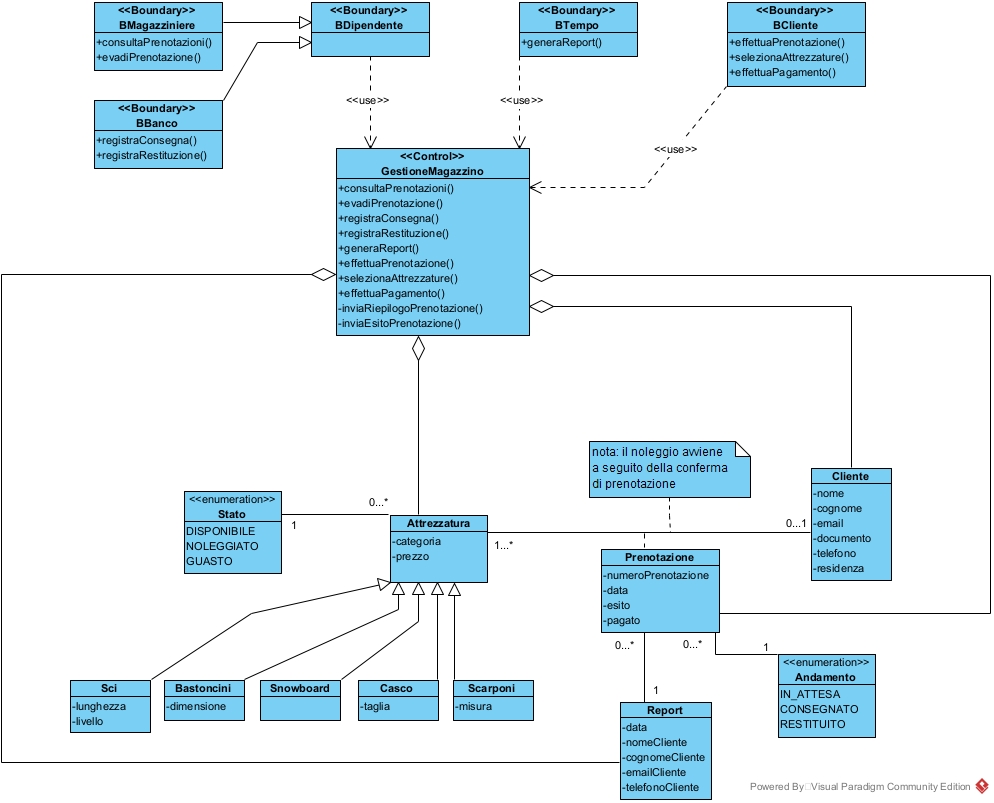 <<Boundary>>
BMagazziniere
+consultaPrenotazioni()
+evadiPrenotazione()
<<Boundary>>
BDipendente
<<Boundary>>
BTempo
+generaReport()
<<Boundary>>
BCliente
+effettuaPrenotazione()
+selezionaAttrezzature()
+effettuaPagamento()
<<Boundary>>
BBanco
+registraConsegna()
+registraRestituzione()
<<use>>
<<use>>
<<use>>
<<Control>>
GestioneMagazzino
+consultaPrenotazioni()
+evadiPrenotazione()
+registraConsegna()
+registraRestituzione()
+generaReport()
+effettuaPrenotazione()
+selezionaAttrezzature()
+effettuaPagamento()
-inviaRiepilogoPrenotazione()
-inviaEsitoPrenotazione()
nota: il noleggio avviene
a seguito della conferma
di prenotazione
Cliente
-nome
-cognome
-email
-documento
-telefono
-residenza
<<enumeration>>
Stato
DISPONIBILE
NOLEGGIATO
GUASTO
1
0...*
Attrezzatura
-categoria
-prezzo
1...*
0...1
Prenotazione
-numeroPrenotazione
-data
-esito
-pagato
0...*
0...*
1
1
<<enumeration>>
Andamento
IN_ATTESA
CONSEGNATO
RESTITUITO
Sci
-lunghezza
-livello
Bastoncini
-dimensione
Snowboard
Casco
-taglia
Scarponi
-misura
Report
-data
-nomeCliente
-cognomeCliente
-emailCliente
-telefonoCliente
Powered By Visual Paradigm Community Edition